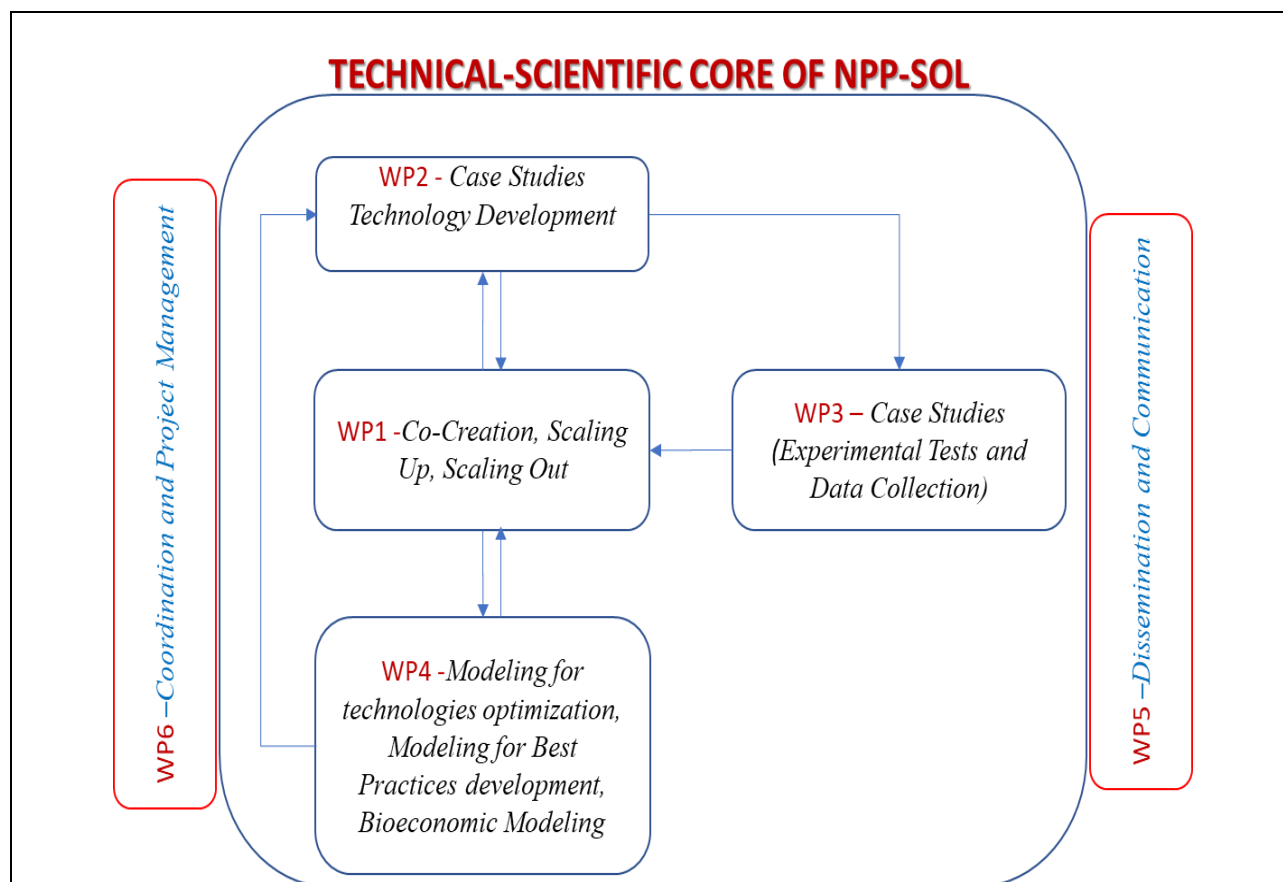 TECHNICAL-SCIENTIFIC CORE OF NPP-SOL
WP6 –Coordination and Project Management
WP2 - Case Studies
Technology Development
WP1 -Co-Creation, Scaling
Up, Scaling Out
WP3 – Case Studies
(Experimental Tests and
Data Collection)
WP4 -Modeling for
technologies optimization,
Modeling for Best
Practices development,
Bioeconomic Modeling
WP5 –Dissemination and Communication